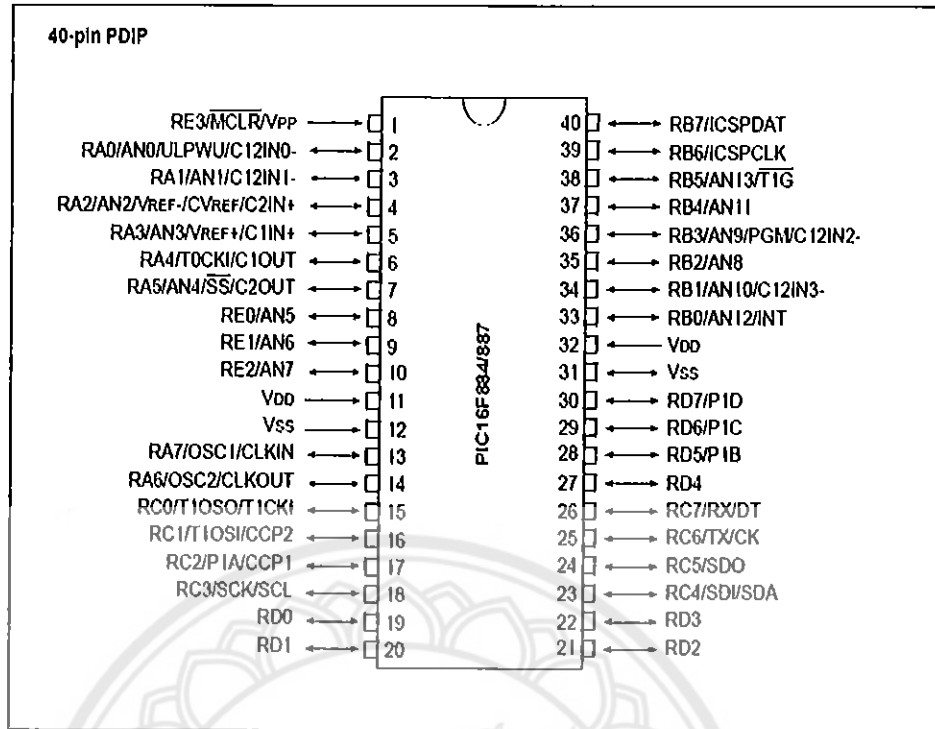 40-pin PDIP
RE3/MCLR/VPP 1
RA0/AN0/ULPWU/C12IN0- 2
RA1/AN1/C12IN1- 3
RA2/AN2/VREF-/CVREF/C2IN+ 4
RA3/AN3/VREF+/C1IN+ 5
RA4/T0CKI/C1OUT 6
RA5/AN4/SS/C2OUT 7
RE0/AN5 8
RE1/AN6 9
RE2/AN7 10
VDD 11
VSS 12
RA7/OSC1/CLKIN 13
RA6/OSC2/CLKOUT 14
RC0/T1OSO/T1CKI 15
RC1/T1OSI/CCP2 16
RC2/P1A/CCP1 17
RC3/SCK/SCL 18
RD0 19
RD1 20
PIC16F884/887
40 RB7/ICSPDAT
39 RB6/ICSPCLK
38 RB5/AN13/T1G
37 RB4/AN11
36 RB3/AN9/PGM/C12IN2-
35 RB2/AN8
34 RB1/AN10/C12IN3-
33 RB0/AN12/INT
32 VDD
31 VSS
30 RD7/P1D
29 RD6/P1C
28 RD5/P1B
27 RD4
26 RC7/RX/DT
25 RC6/TX/CK
24 RC5/SDO
23 RC4/SDI/SDA
22 RD3
21 RD2